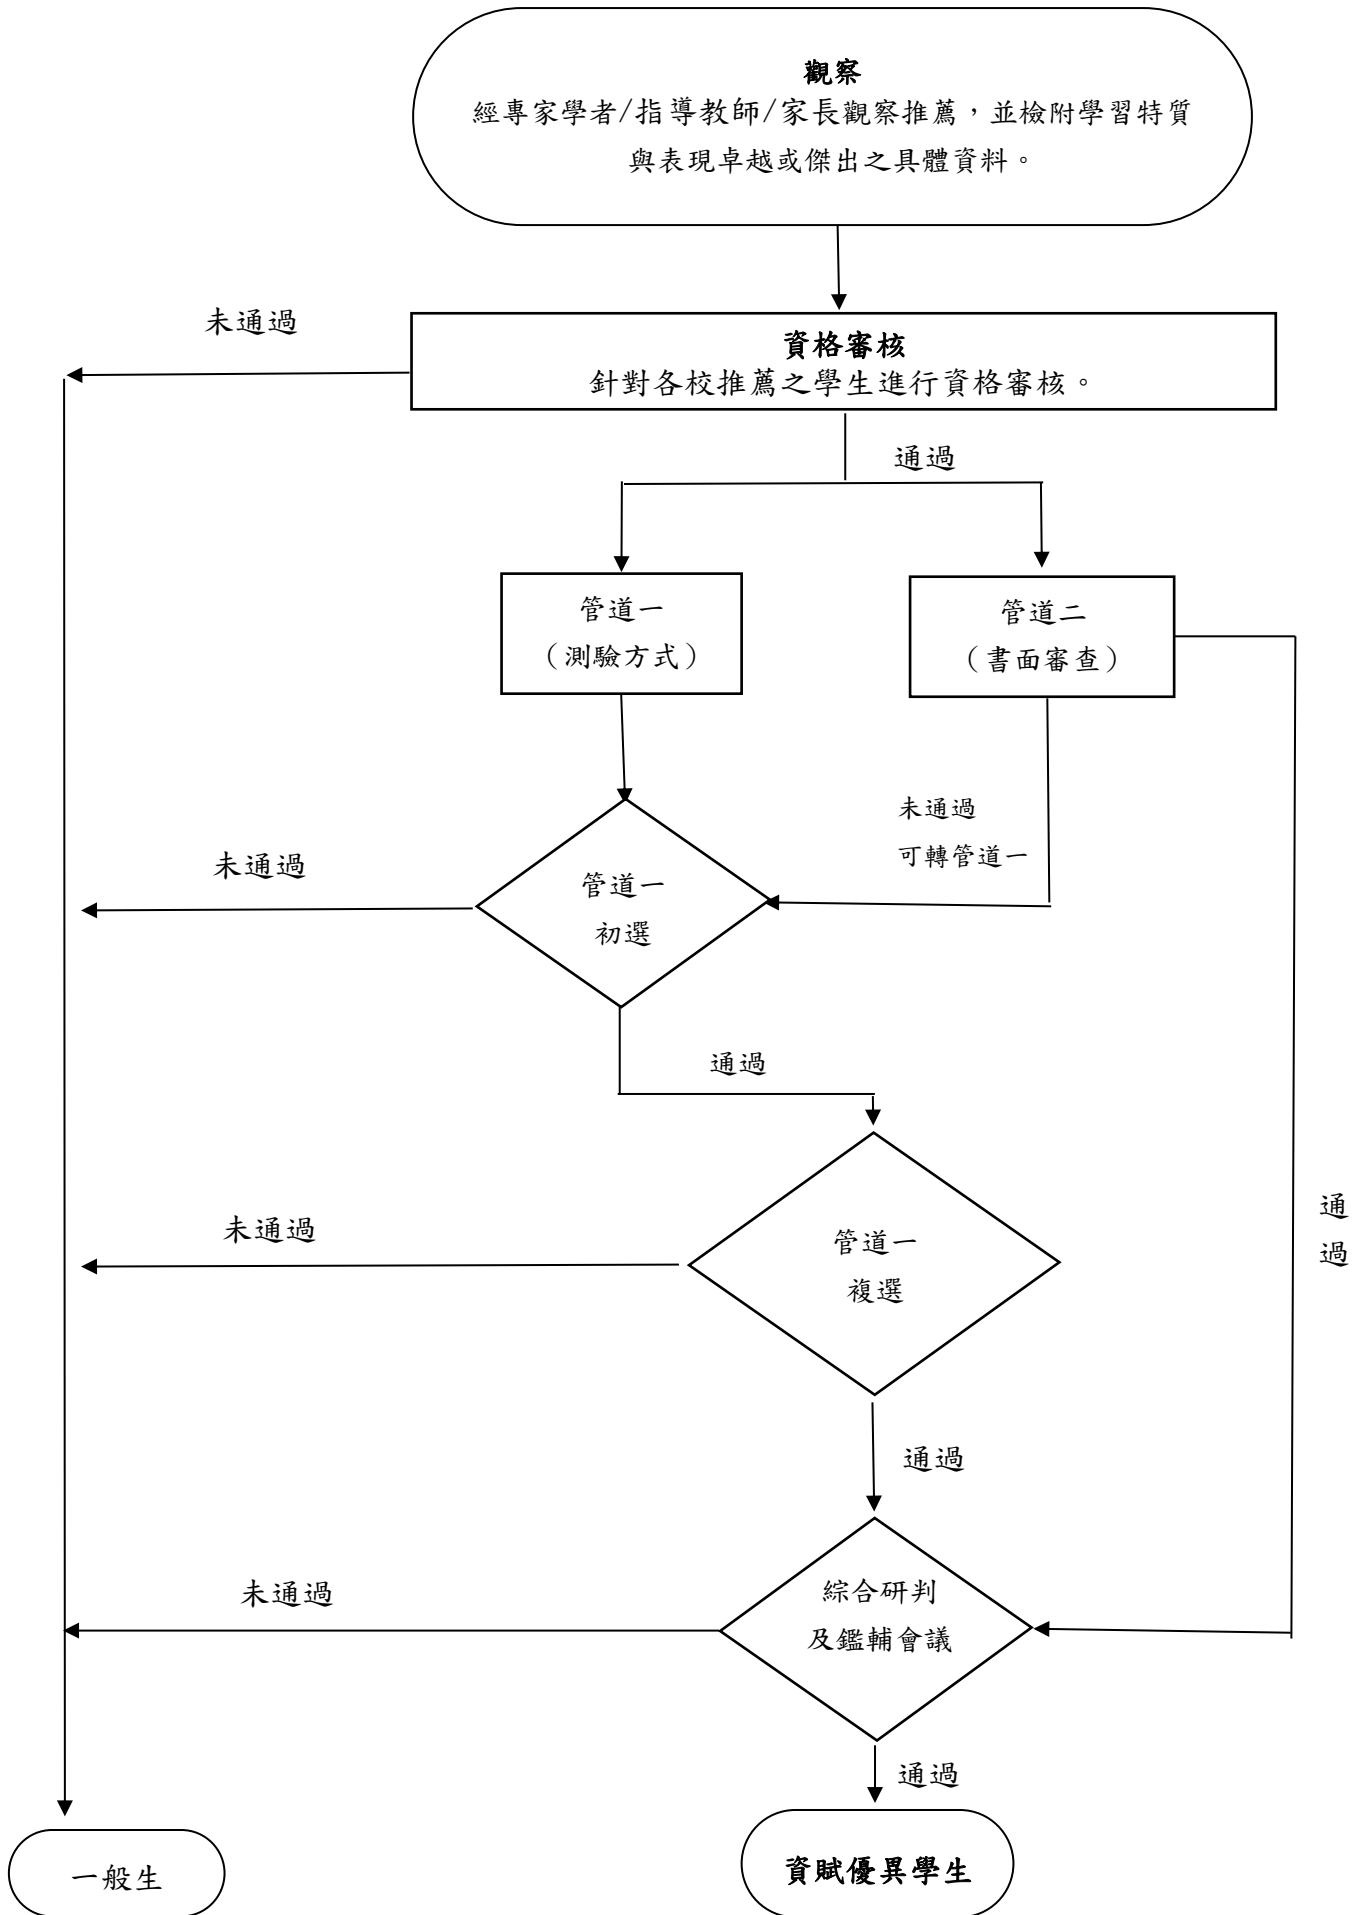 觀察
經專家學者/指導教師/家長觀察推薦，並檢附學習特質
與表現卓越或傑出之具體資料。
未通過
資格審核
針對各校推薦之學生進行資格審核。
通過
管道一
（測驗方式）
管道二
（書面審查）
未通過
可轉管道一
未通過
管道一
初選
通過
未通過
管道一
複選
通
過
通過
未通過
綜合研判
及鑑輔會議
通過
一般生
資賦優異學生